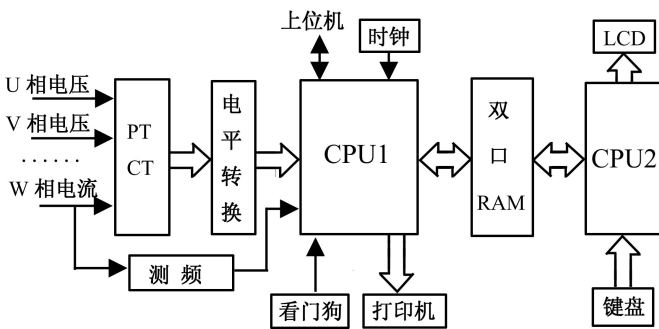 上位机
时钟
LCD
U 相电压
V 相电压
······
W 相电流
PT
CT
电平转换
CPU1
双口
RAM
CPU2
测 频
看门狗
打印机
键盘